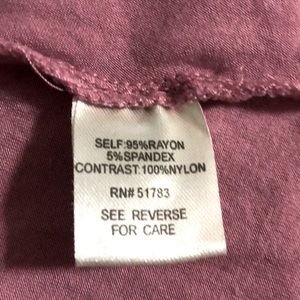 SELF:95%RAYON
5%SPANDEX
CONTRAST:100%NYLON
RN# 51783
SEE REVERSE
FOR CARE